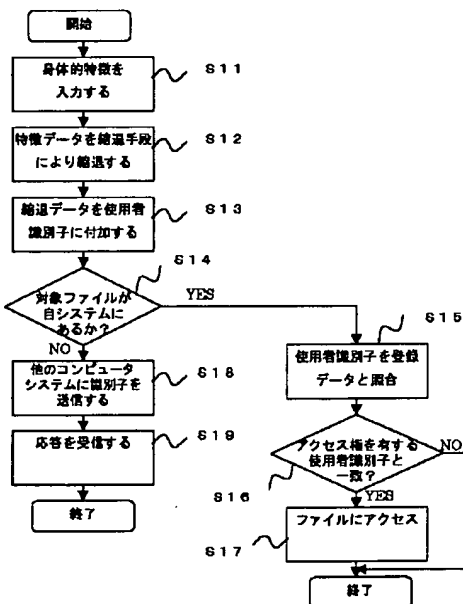 開始
身体的特徴を
入力する
S11
特徴データを縮退手段
により縮退する
S12
縮退データを使用者
識別子に付加する
S13
S14
対象ファイルが
自システムに
あるか?
YES
NO
S15
使用者識別子を登録
データと照合
他のコンピュータ
システムに識別子を
送信する
S18
応答を受信する
S19
アクセス権を有する
使用者識別子と
一致?
NO
S16
YES
終了
ファイルにアクセス
S17
終了